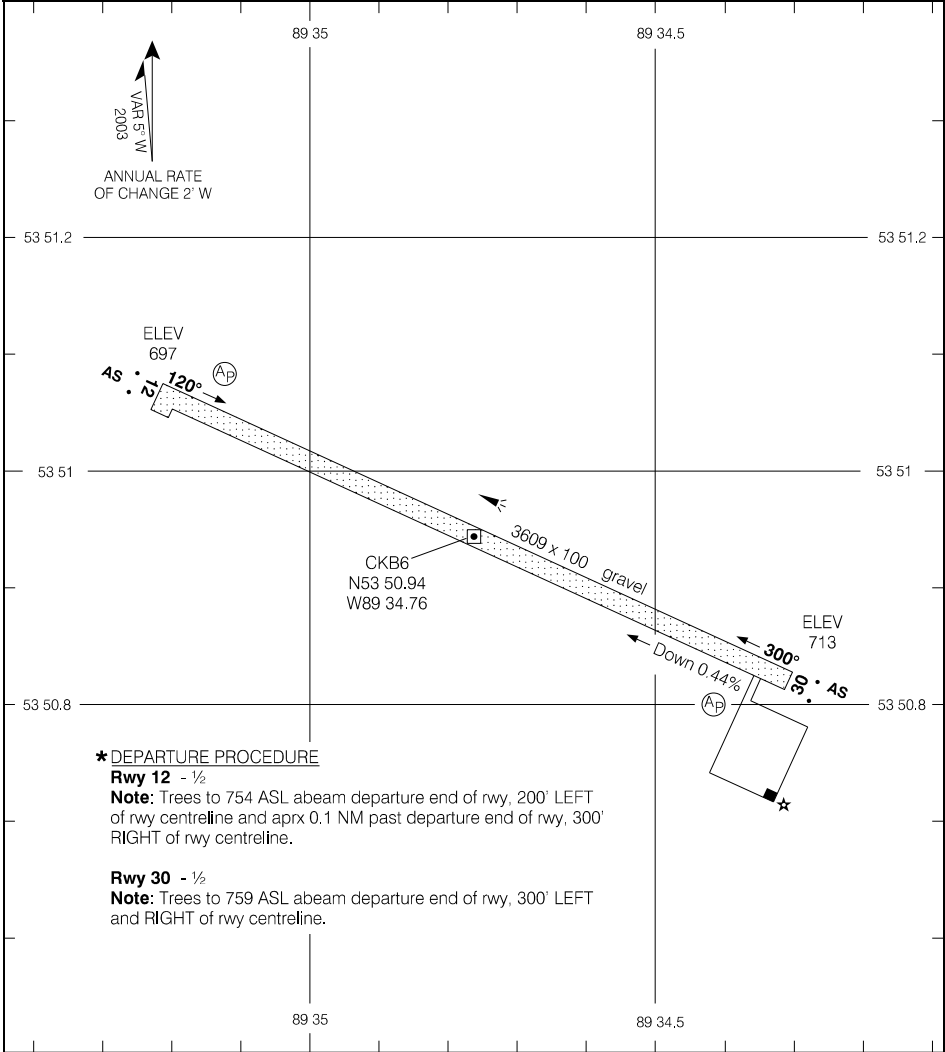 89 35
89 34.5
VAR 5° W
2003
ANNUAL RATE
OF CHANGE 2' W
53 51.2
53 51.2
ELEV
697
AS
12
120°
AP
53 51
53 51
3609 x 100 gravel
CKB6
N53 50.94
W89 34.76
ELEV
713
300°
Down 0.44%
30
AS
AP
53 50.8
53 50.8
* DEPARTURE PROCEDURE
Rwy 12 - ½
Note: Trees to 754 ASL abeam departure end of rwy, 200' LEFT
of rwy centreline and aprx 0.1 NM past departure end of rwy, 300'
RIGHT of rwy centreline.
Rwy 30 - ½
Note: Trees to 759 ASL abeam departure end of rwy, 300' LEFT
and RIGHT of rwy centreline.
89 35
89 34.5